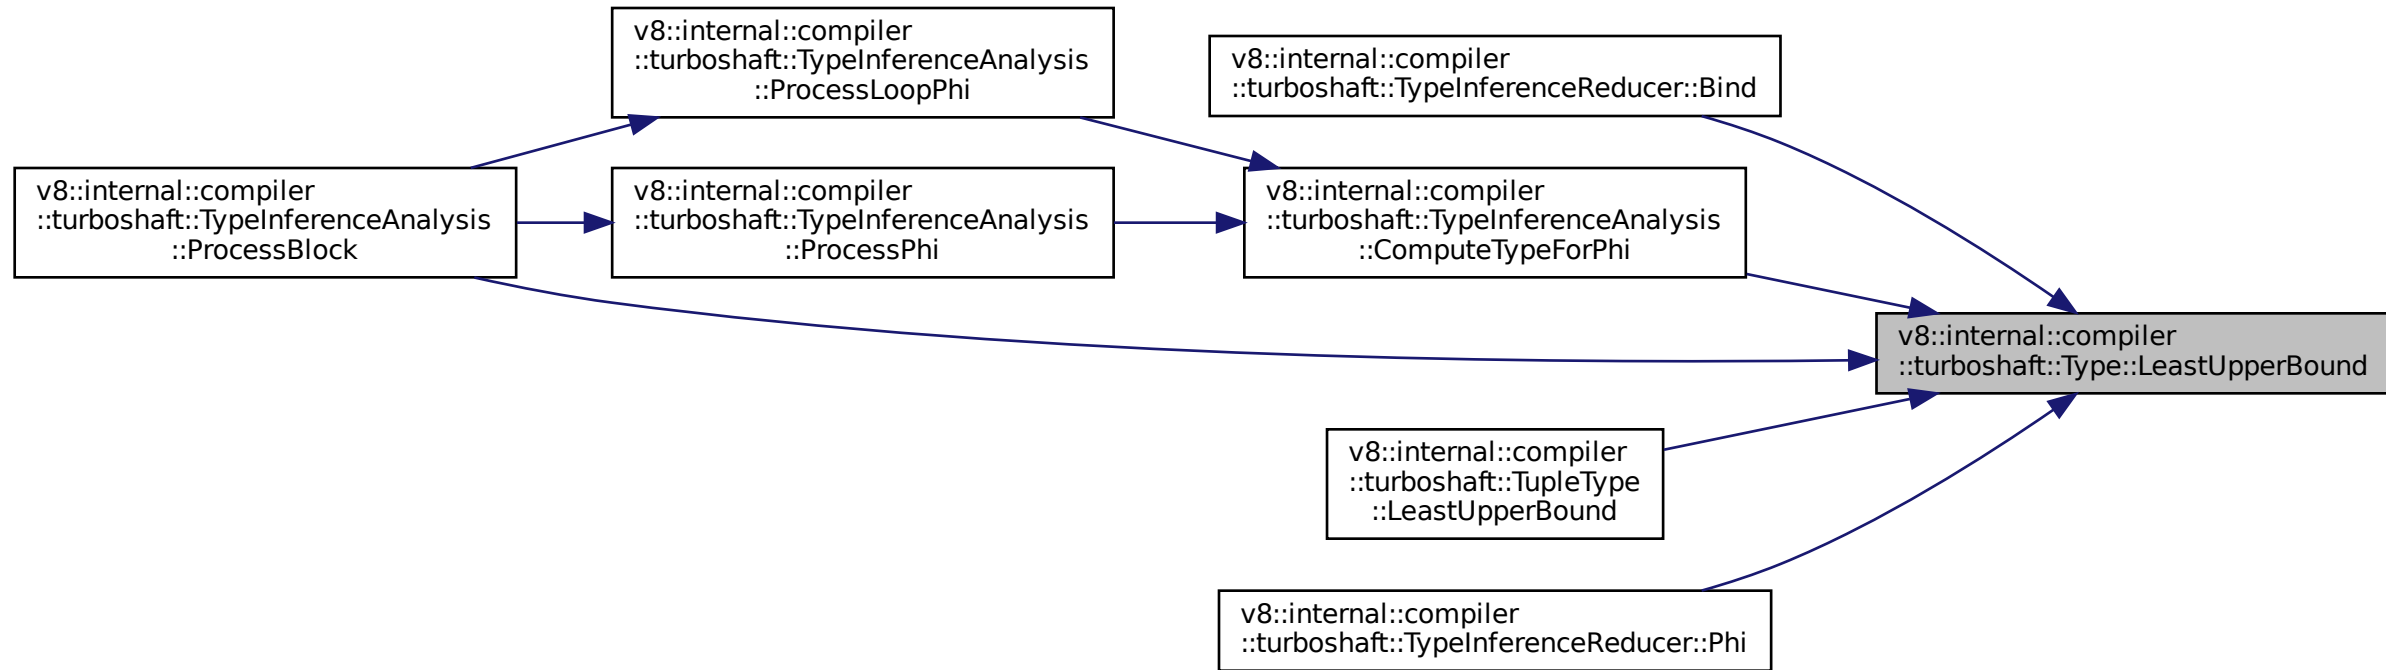 v8::internal::compiler
::turboshaft::TypeInferenceAnalysis
::ProcessLoopPhi
v8::internal::compiler
::turboshaft::TypeInferenceReducer::Bind
v8::internal::compiler
::turboshaft::TypeInferenceAnalysis
::ProcessBlock
v8::internal::compiler
::turboshaft::TypeInferenceAnalysis
::ProcessPhi
v8::internal::compiler
::turboshaft::TypeInferenceAnalysis
::ComputeTypeForPhi
v8::internal::compiler
::turboshaft::Type::LeastUpperBound
v8::internal::compiler
::turboshaft::TupleType
::LeastUpperBound
v8::internal::compiler
::turboshaft::TypeInferenceReducer::Phi